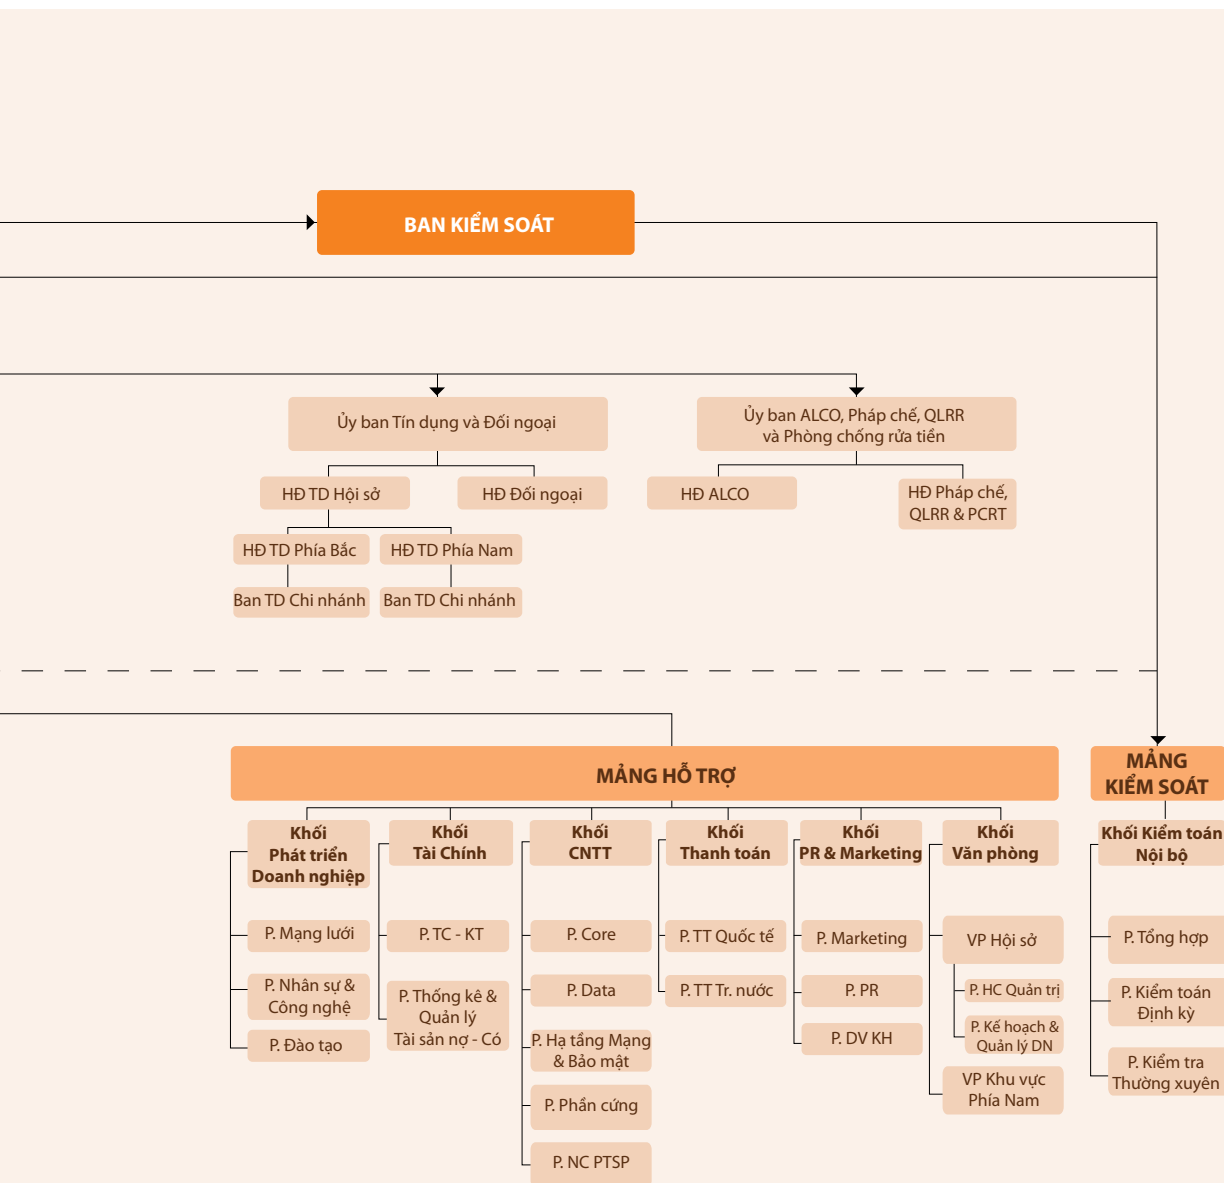 BAN KIỂM SOÁT
Ủy ban Tín dụng và Đối ngoại
Ủy ban ALCO, Pháp chế, QLRR
và Phòng chống rửa tiền
HĐ TD Hội sở
HĐ Đối ngoại
HĐ ALCO
HĐ Pháp chế,
QLRR & PCRT
HĐ TD Phía Bắc
HĐ TD Phía Nam
Ban TD Chi nhánh
Ban TD Chi nhánh
MẢNG HỖ TRỢ
MẢNG
KIỂM SOÁT
Khối
Phát triển
Doanh nghiệp
P. Mạng lưới
P. Nhân sự &
Công nghệ
P. Đào tạo
Khối
Tài Chính
P. TC - KT
P. Thống kê &
Quản lý
Tài sản nợ - Có
Khối
CNTT
P. Core
P. Data
P. Hạ tầng Mạng
& Bảo mật
P. Phần cứng
P. NC PTSP
Khối
Thanh toán
P. TT Quốc tế
P. TT Tr. nước
Khối
PR & Marketing
P. Marketing
P. PR
P. DV KH
Khối
Văn phòng
VP Hội sở
P. HC Quản trị
P. Kế hoạch &
Quản lý DN
VP Khu vực
Phía Nam
Khối Kiểm toán
Nội bộ
P. Tổng hợp
P. Kiểm toán
Định kỳ
P. Kiểm tra
Thường xuyên